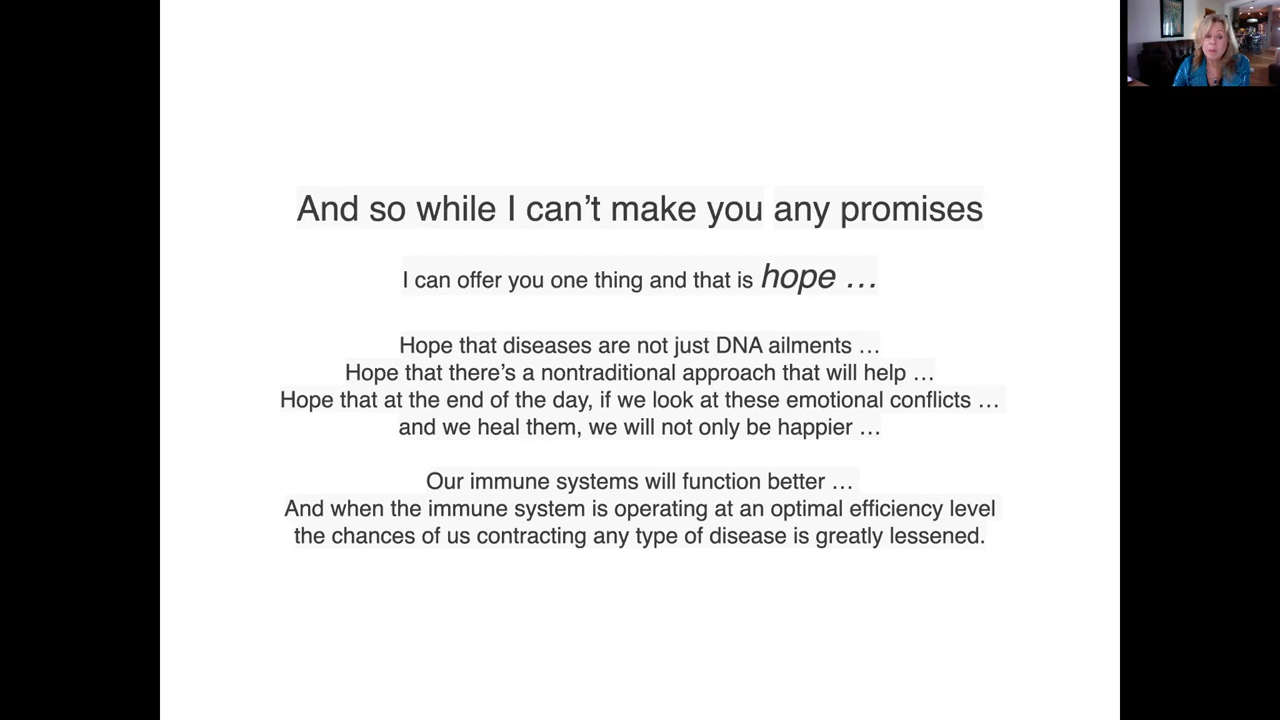 And so while I can’t make you any promises
I can offer you one thing and that is hope …
Hope that diseases are not just DNA ailments …
Hope that there’s a nontraditional approach that will help …
Hope that at the end of the day, if we look at these emotional conflicts …
and we heal them, we will not only be happier …
Our immune systems will function better …
And when the immune system is operating at an optimal efficiency level
the chances of us contracting any type of disease is greatly lessened.